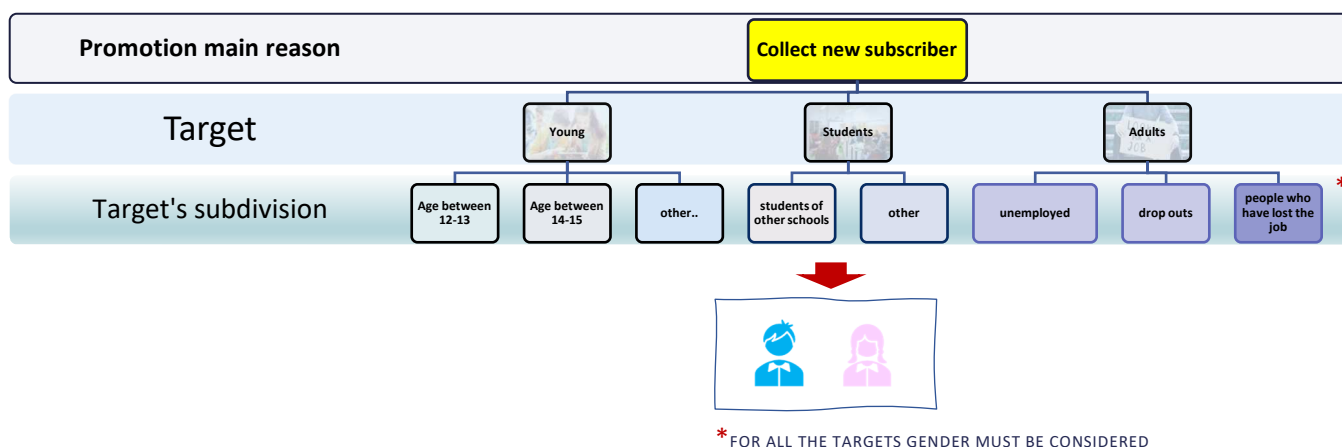 Promotion main reason
Collect new subscriber
Target
Young
Students
Adults
Target's subdivision
Age between
12-13
Age between
14-15
other..
students of
other schools
other
unemployed
drop outs
people who
have lost the
job
*
*FOR ALL THE TARGETS GENDER MUST BE CONSIDERED